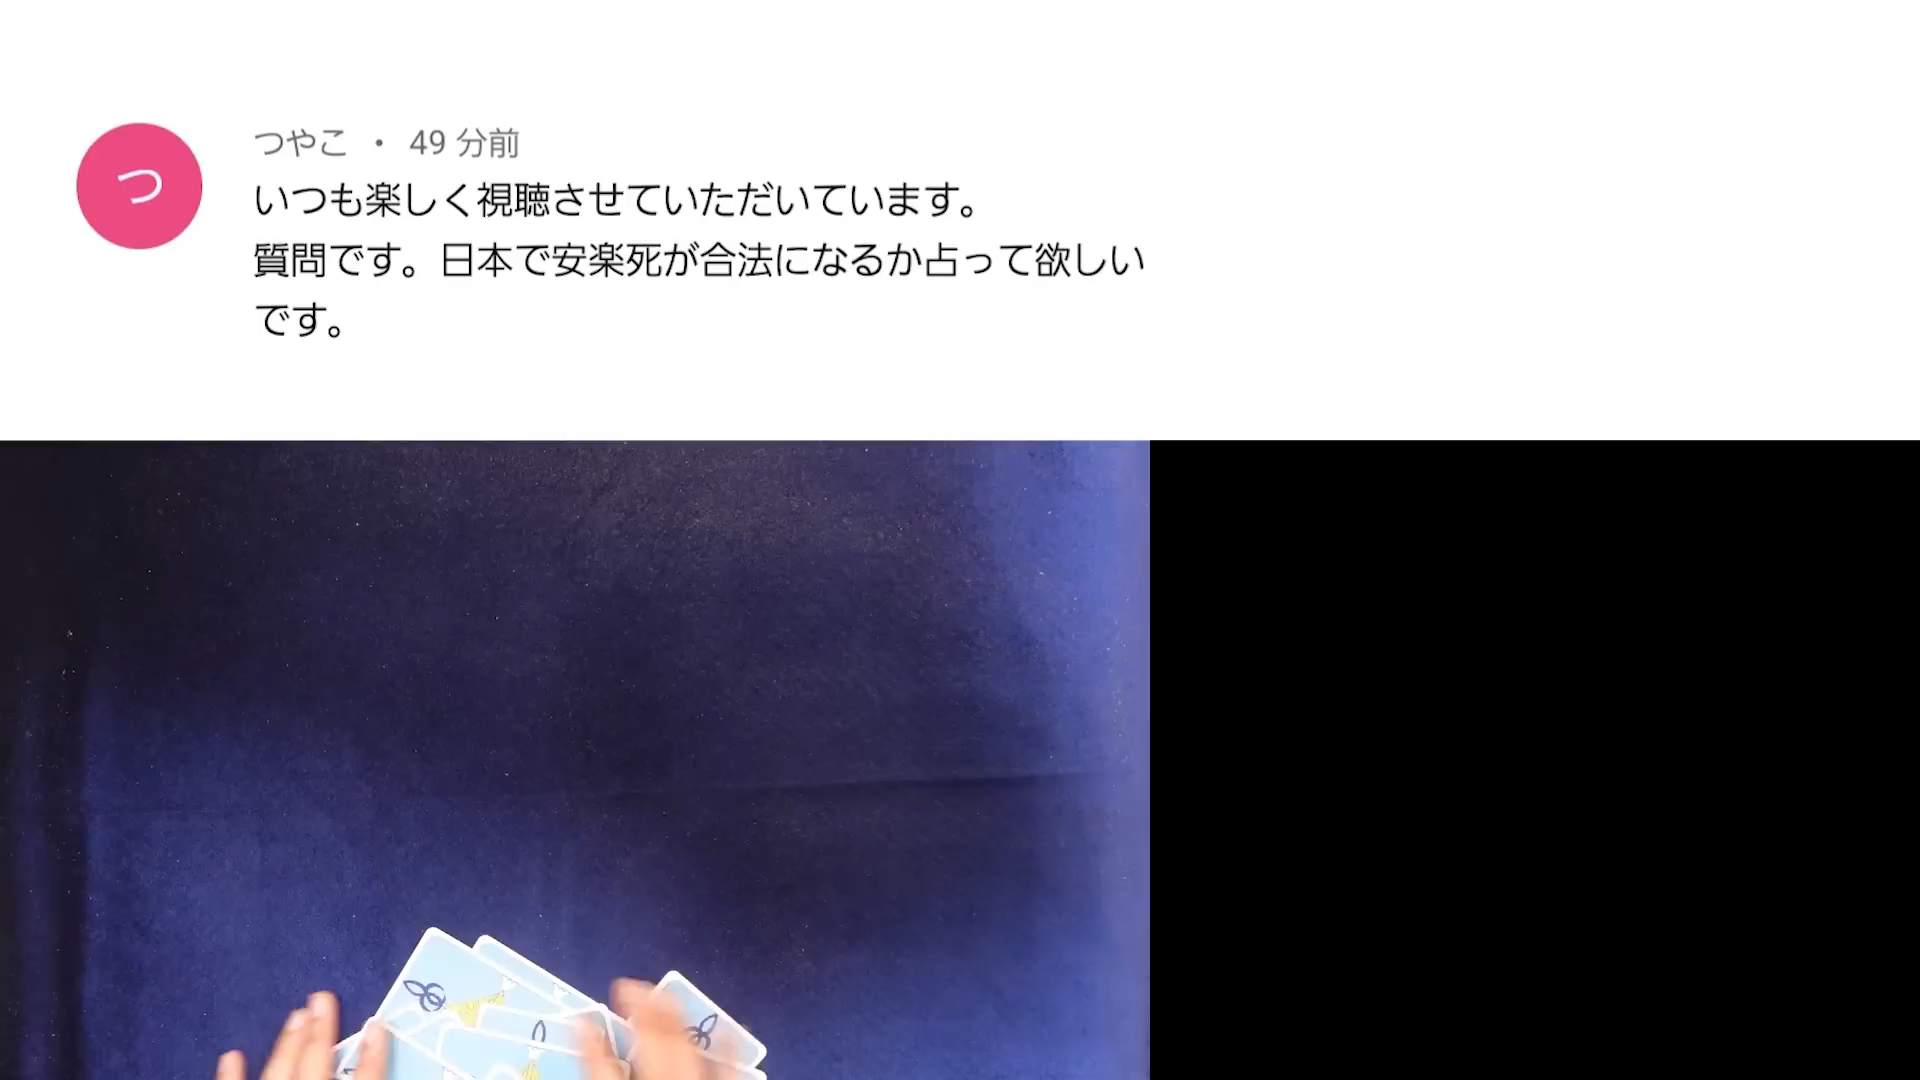 つ
つやこ ・ 49 分前
いつも楽しく視聴させていただいています。
質問です。日本で安楽死が合法になるか占って欲しい
です。